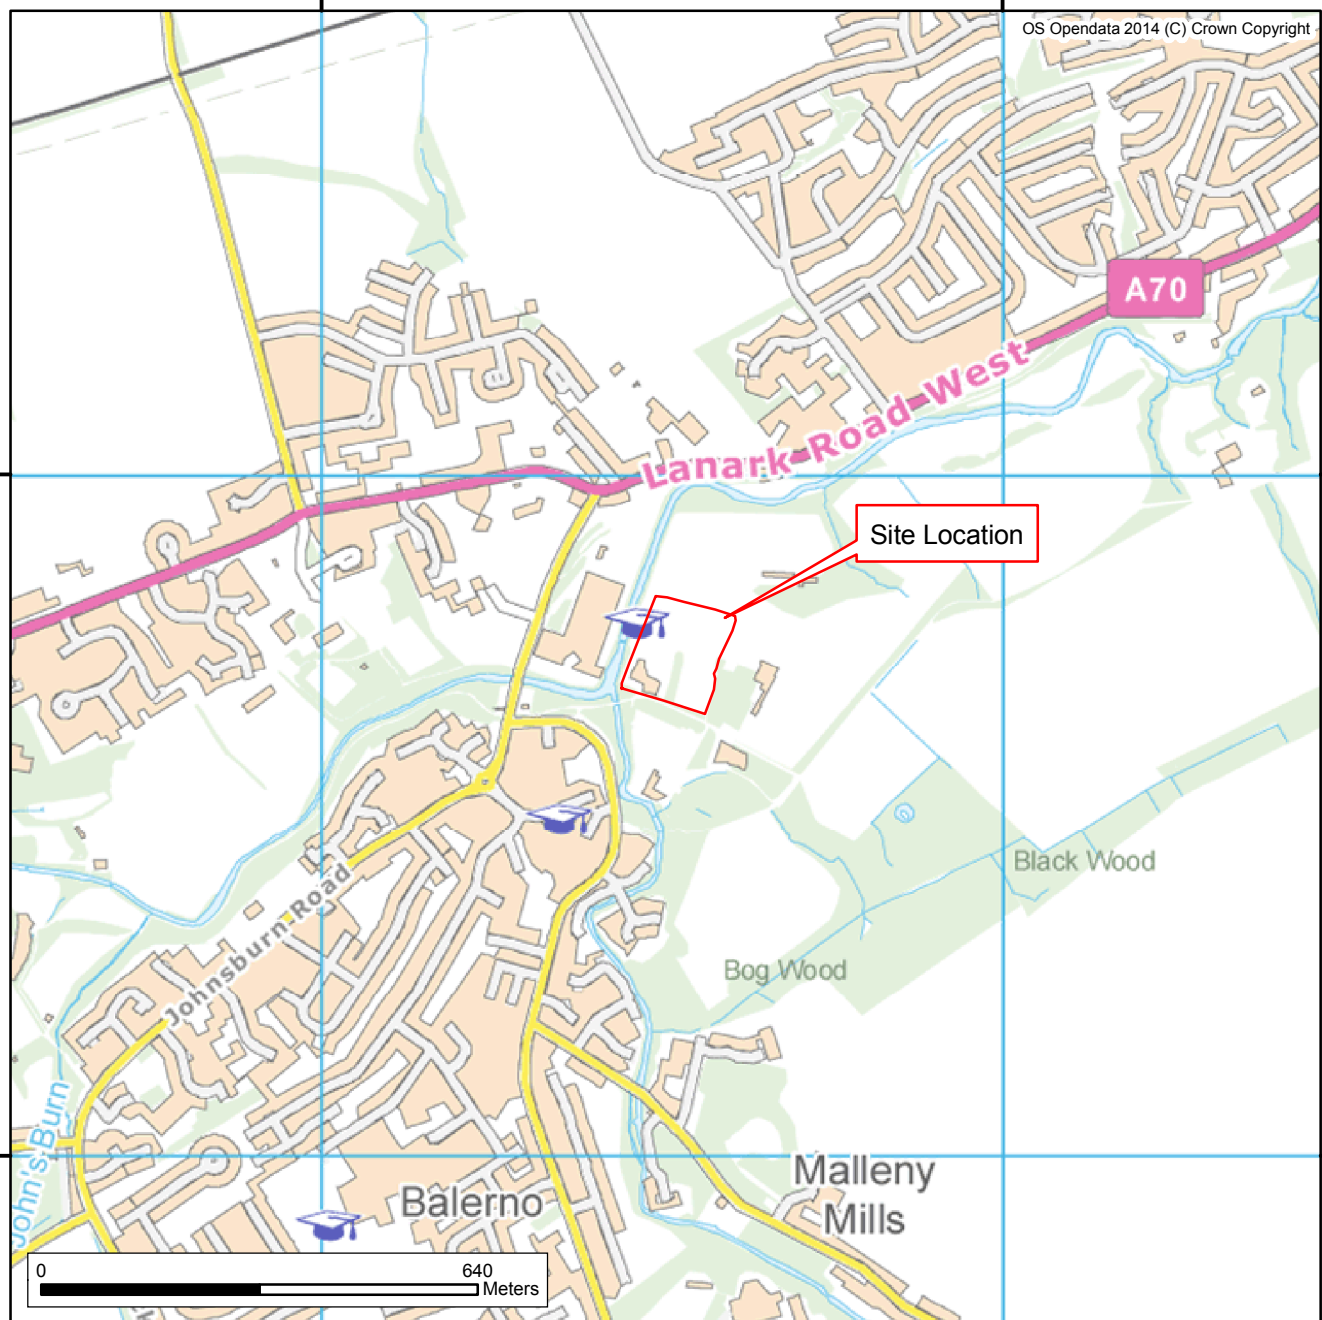 OS Opendata 2014 (C) Crown Copyright
A70
Lanark Road West
Site Location
Black Wood
Johnsburn Road
Bog Wood
John's Burn
Malleny
Mills
Balerno
0 640
Meters